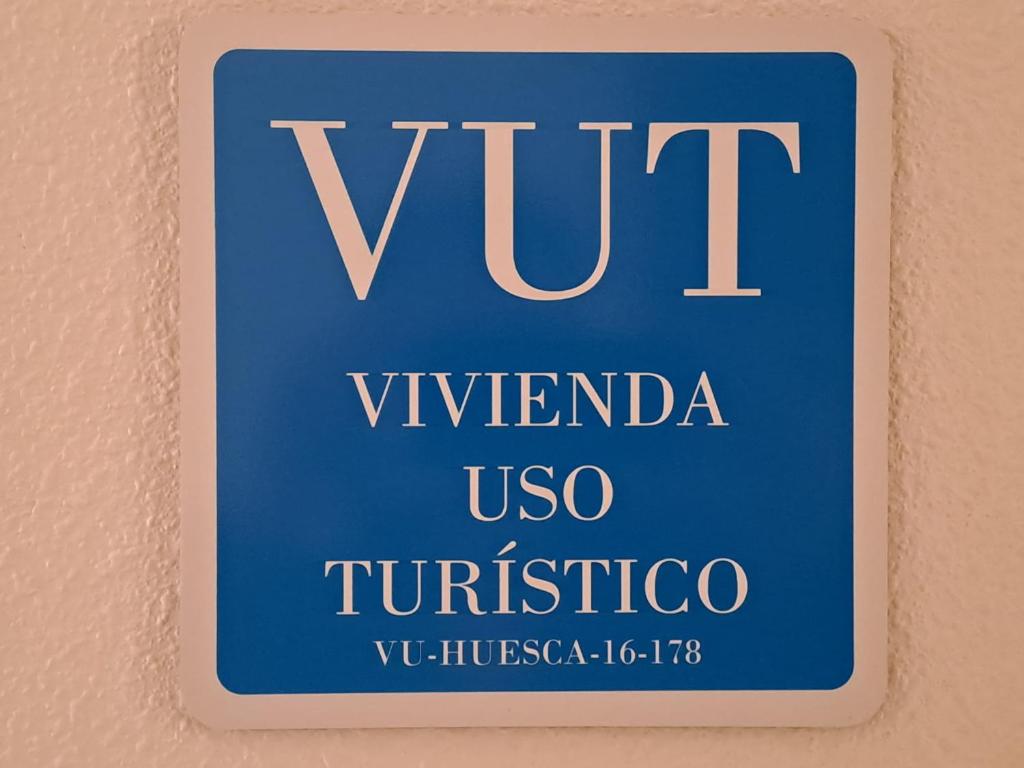 VUT
VIVIENDA
USO
TURÍSTICO
VU-HUESCA-16-178